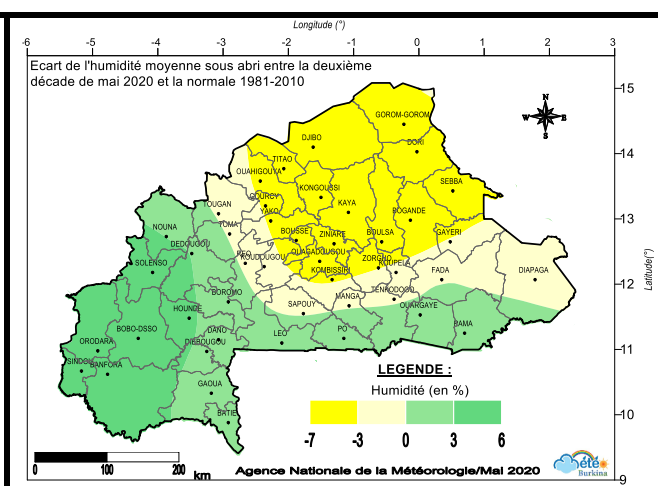 Longitude (°)
-6 -5 -4 -3 -2 -1 0 1 2 3
Ecart de l'humidité moyenne sous abri entre la deuxième
décade de mai 2020 et la normale 1981-2010
15
N
W E
S
GOROM-GOROM
DJIBO
DORI
14
TITAO
OUAHIGOUYA
SEBBA
KONGOUSSI
GOURCY
KAYA
TOUGAN
YAKO
BOGANDE
13
NOUNA
TOMA
BOUSSE
ZINIARE
BOULSA
GAYERI
DEDOUGOU
OUAGADOUGOU
SOLENSO
KOUDOUGOU
ZORGHO
KOUPELA
KOMBISSIRI
FADA
DIAPAGA
12
Latitude(°)
BOROMO
TENKODOGO
MANGA
SAPOUY
HOUNDE
OUARGAYE
BOBO-DSSO
DANO
LEO
PO
PAMA
ORODARA
DIEBOUGOU
11
SINDOU
BANFORA
LEGENDE :
GAOUA
Humidité (en %)
BATIE
10
-7 -3 0 3 6
0 100 200
km
Agence Nationale de la Météorologie/Mai 2020
météo
Burkina
9